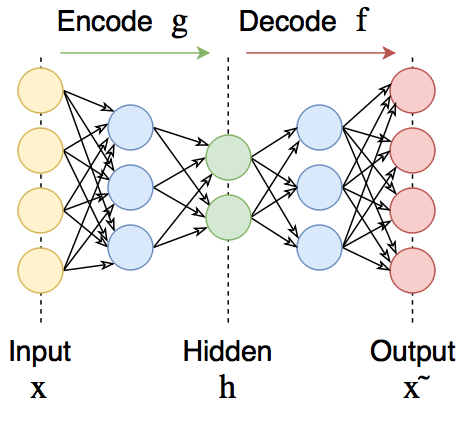 Encode g
Decode f
Input
x
Hidden
h
Output
x˜